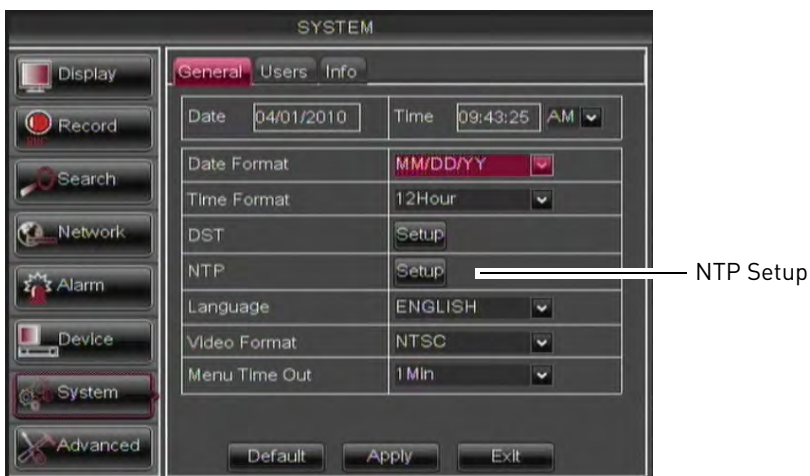 SYSTEM
Display
Record
Search
Network
Alarm
Device
System
Advanced
General Users Info
Date 04/01/2010 Time 09:43:25 AM
Date Format MM/DD/YY
Time Format 12Hour
DST Setup
NTP Setup
NTP Setup
Language ENGLISH
Video Format NTSC
Menu Time Out 1Min
Default Apply Exit